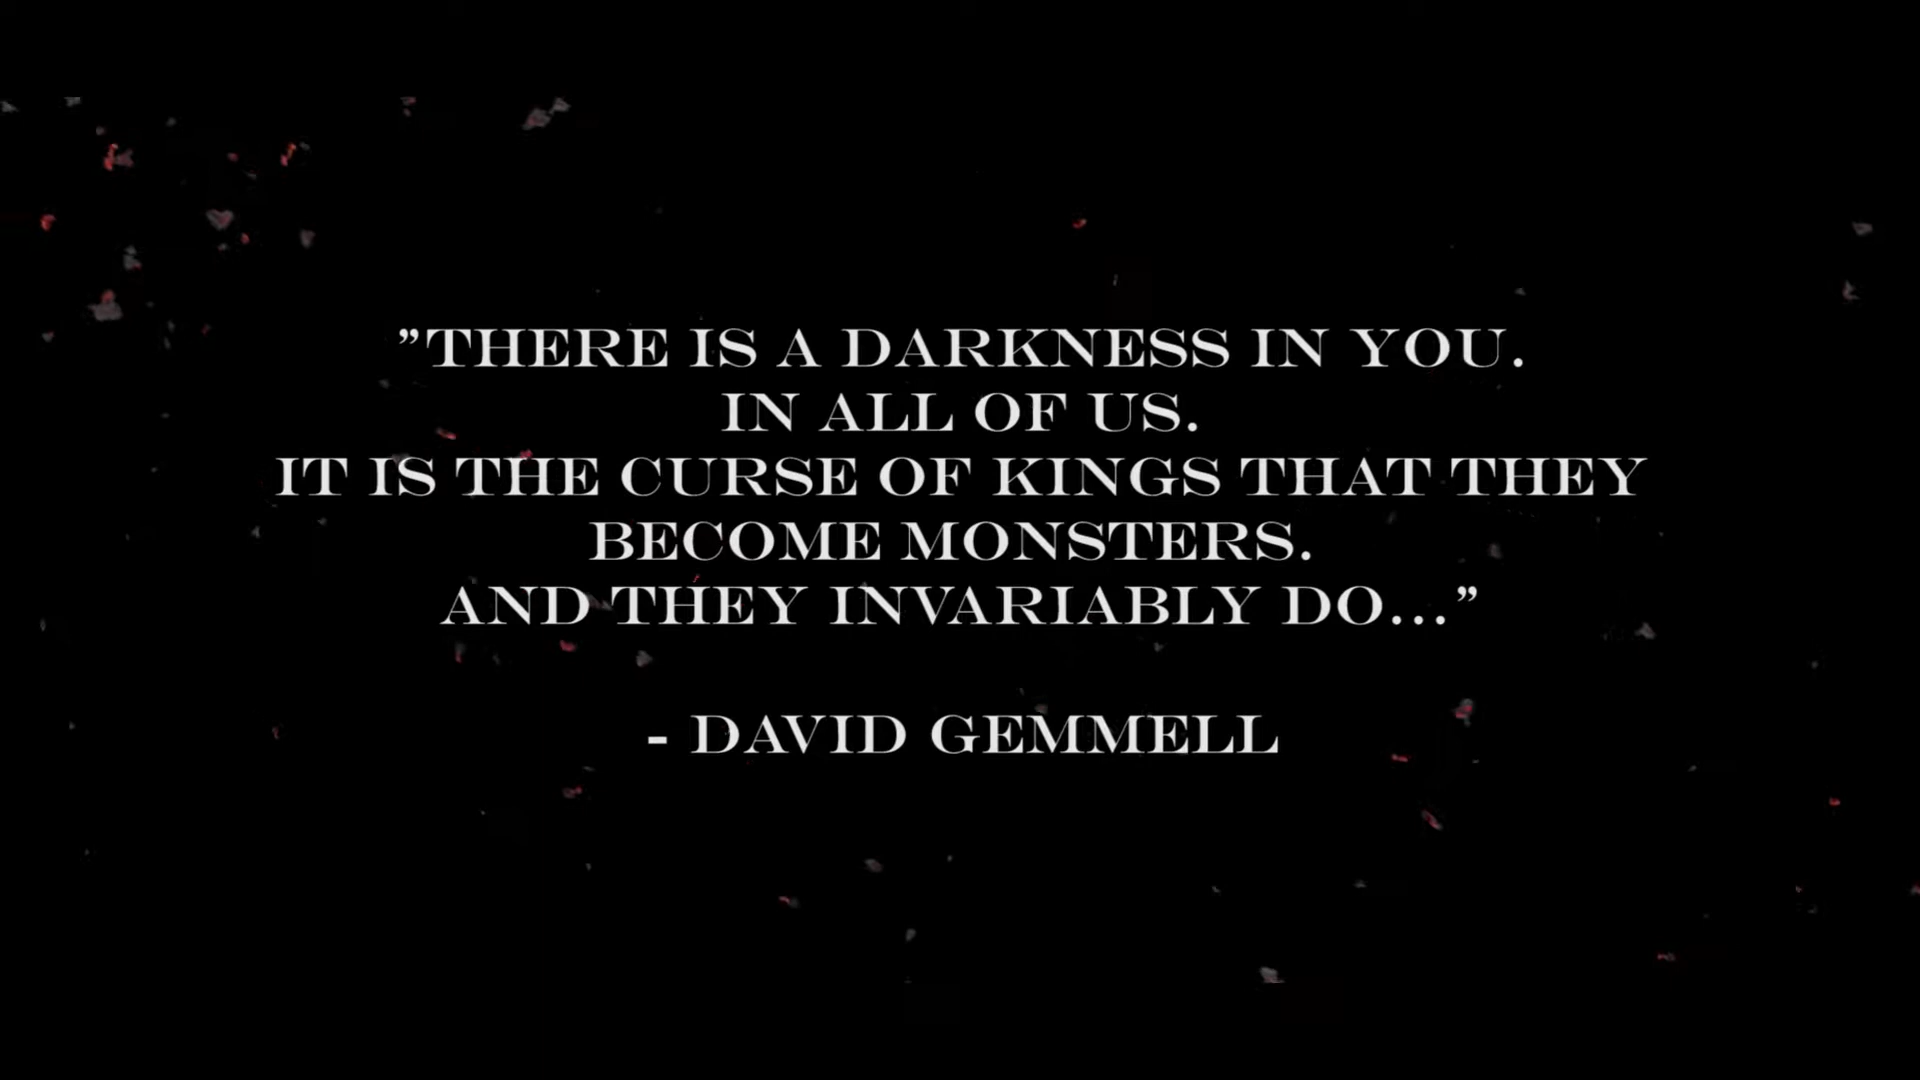 ”THERE IS A DARKNESS IN YOU.
IN ALL OF US.
IT IS THE CURSE OF KINGS THAT THEY
BECOME MONSTERS.
AND THEY INVARIABLY DO...”
- DAVID GEMMELL